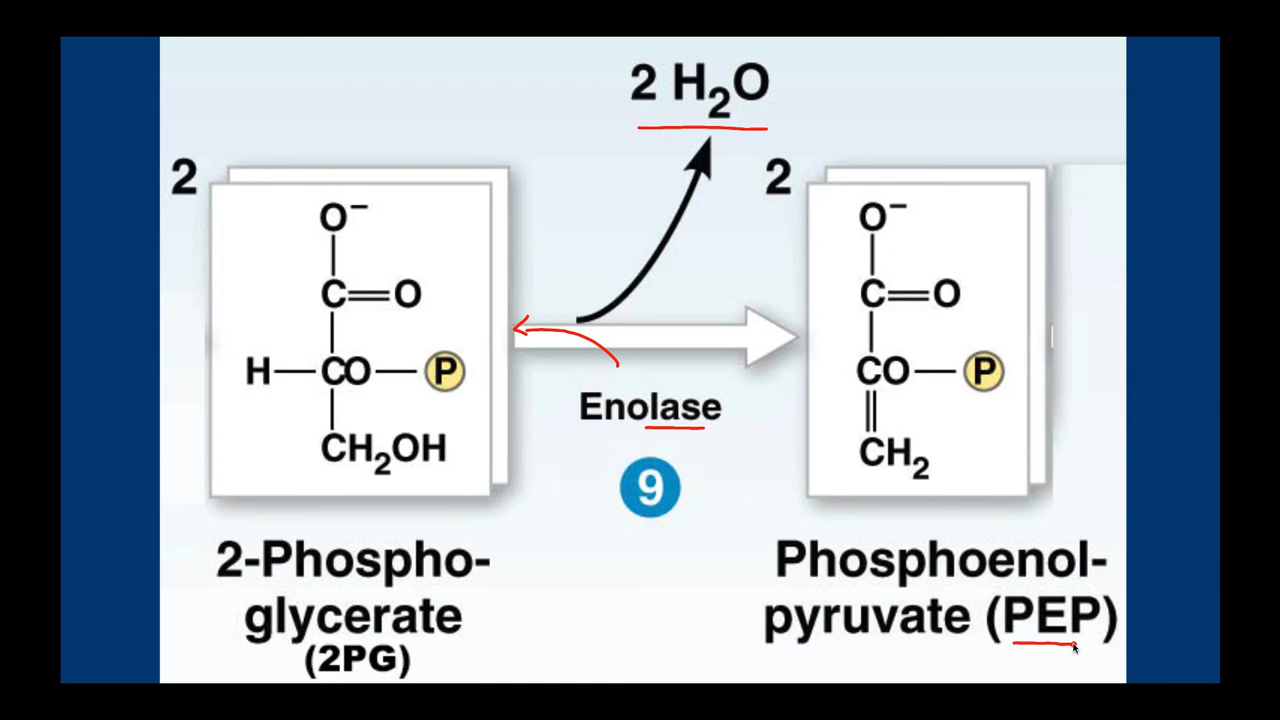 2 H2O
2
O−
C=O
H—CO—P
CH2OH
2-Phospho-
glycerate
(2PG)
Enolase
9
2
O−
C=O
CO—P
CH2
Phosphoenol-
pyruvate (PEP)